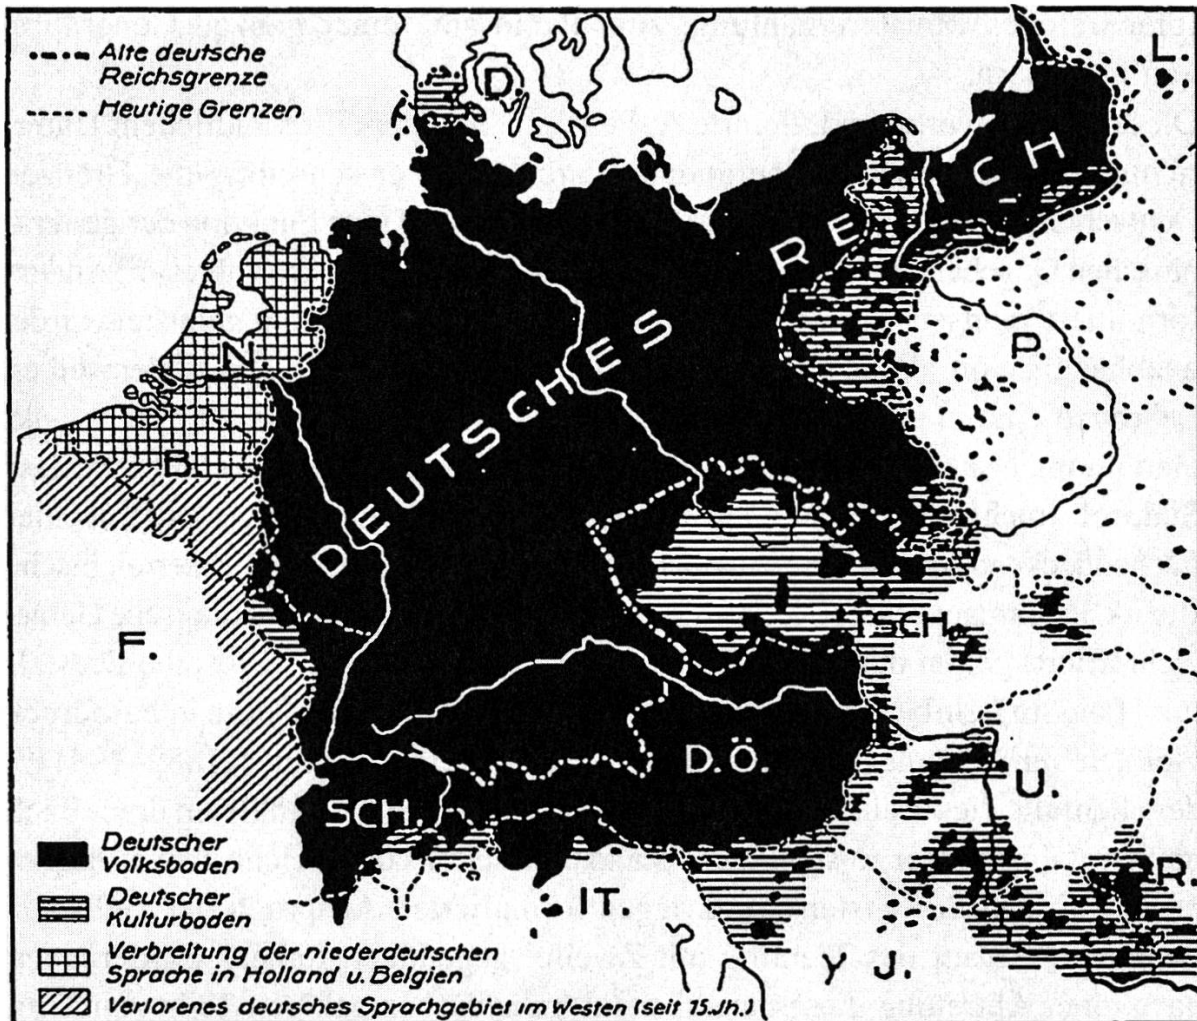 Alte deutsche
Reichsgrenze
Heutige Grenzen
D.
L.
DEUTSCHES REICH
N.
P.
B.
F.
TSCH.
D.Ö.
U.
SCH.
IT.
J.
R.
Deutscher
Volksboden
Deutscher
Kulturboden
Verbreitung der niederdeutschen
Sprache in Holland u. Belgien
Verlorenes deutsches Sprachgebiet im Westen (seit 15. Jh.)